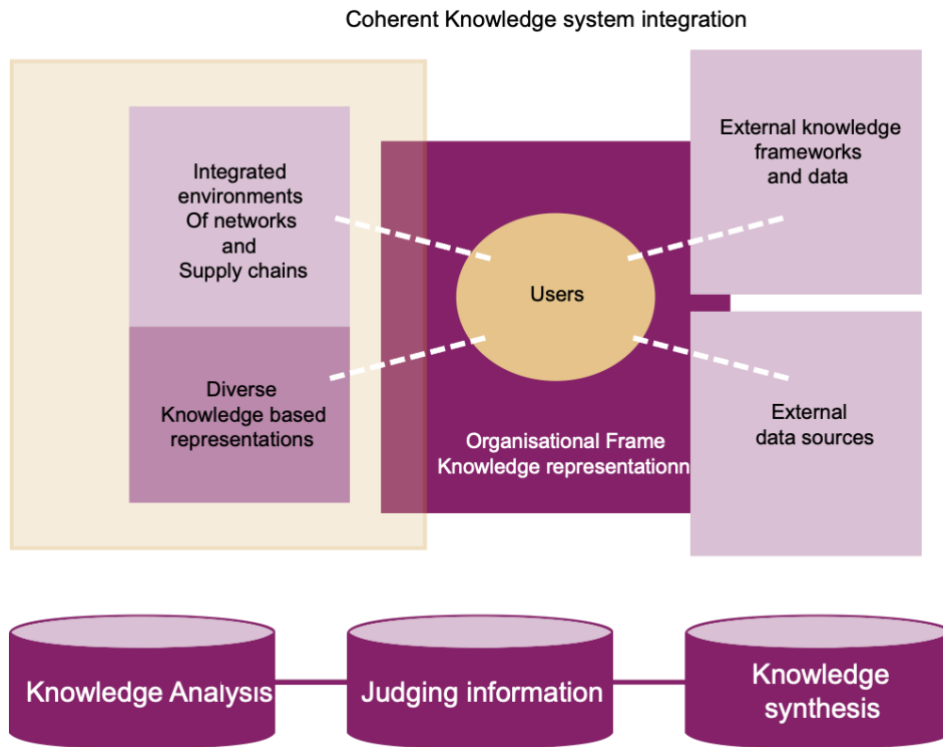 Coherent Knowledge system integration
Integrated
environments
Of networks
and
Supply chains
Diverse
Knowledge based
representations
Users
Organisational Frame
Knowledge representationn
External knowledge
frameworks
and data
External
data sources
Knowledge Analysis
Judging information
Knowledge
synthesis